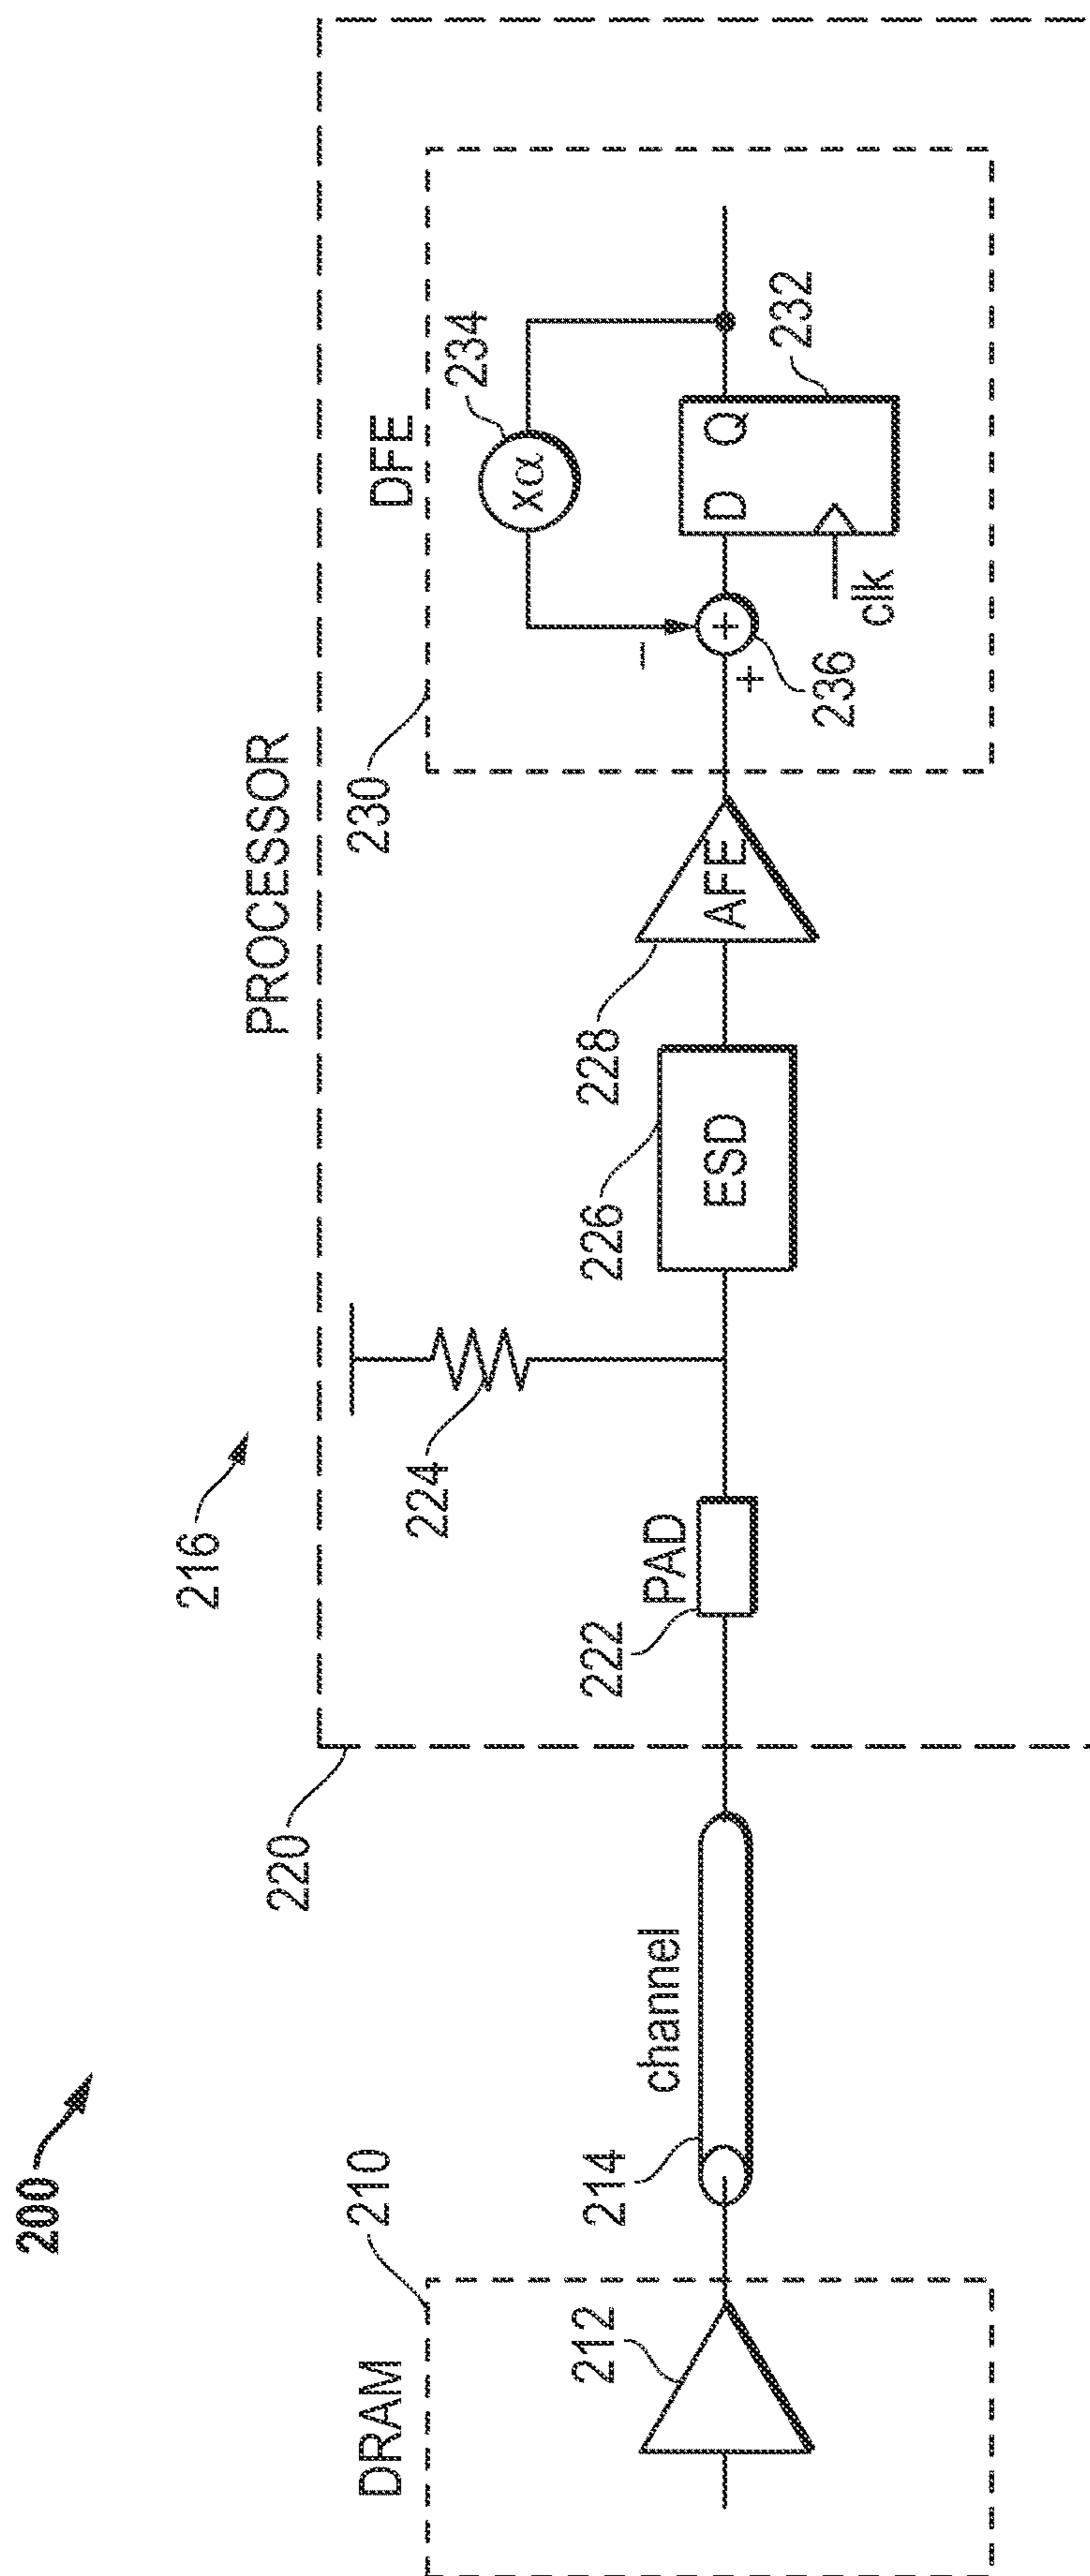 200
216
PROCESSOR
DRAM
210
220
230
DFE
212
214
channel
222
PAD
224
226
ESD
228
AFE
234
xα
−
+
+
236
D Q
clk
232